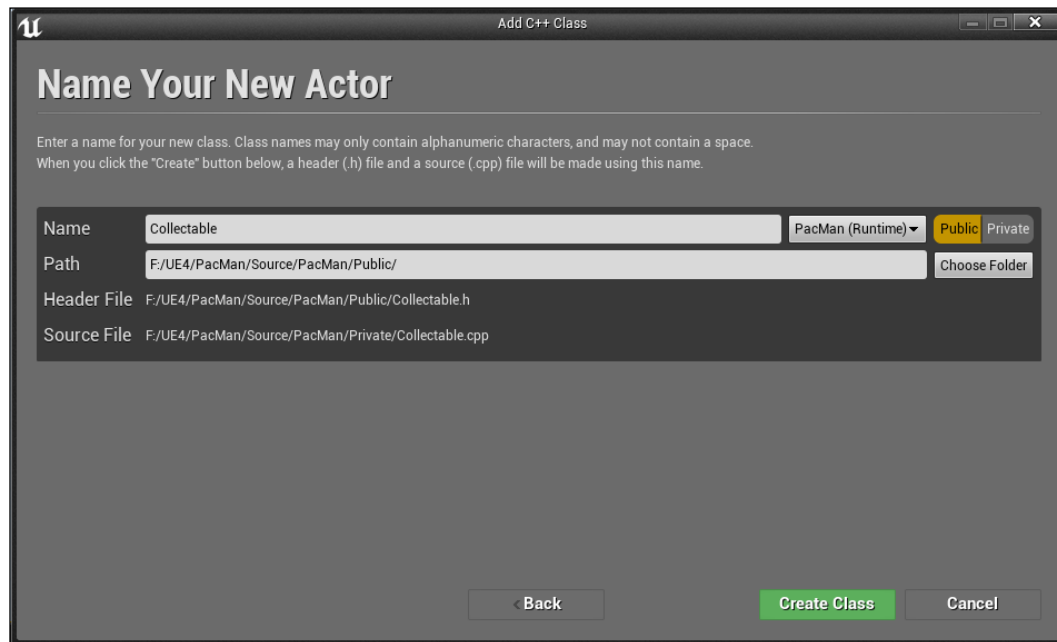 Add C++ Class
Name Your New Actor
Enter a name for your new class. Class names may only contain alphanumeric characters, and may not contain a space.
When you click the "Create" button below, a header (.h) file and a source (.cpp) file will be made using this name.
Name Collectable PacMan (Runtime) Public Private
Path F:/UE4/PacMan/Source/PacMan/Public/ Choose Folder
Header File F:/UE4/PacMan/Source/PacMan/Public/Collectable.h
Source File F:/UE4/PacMan/Source/PacMan/Private/Collectable.cpp
Back Create Class Cancel